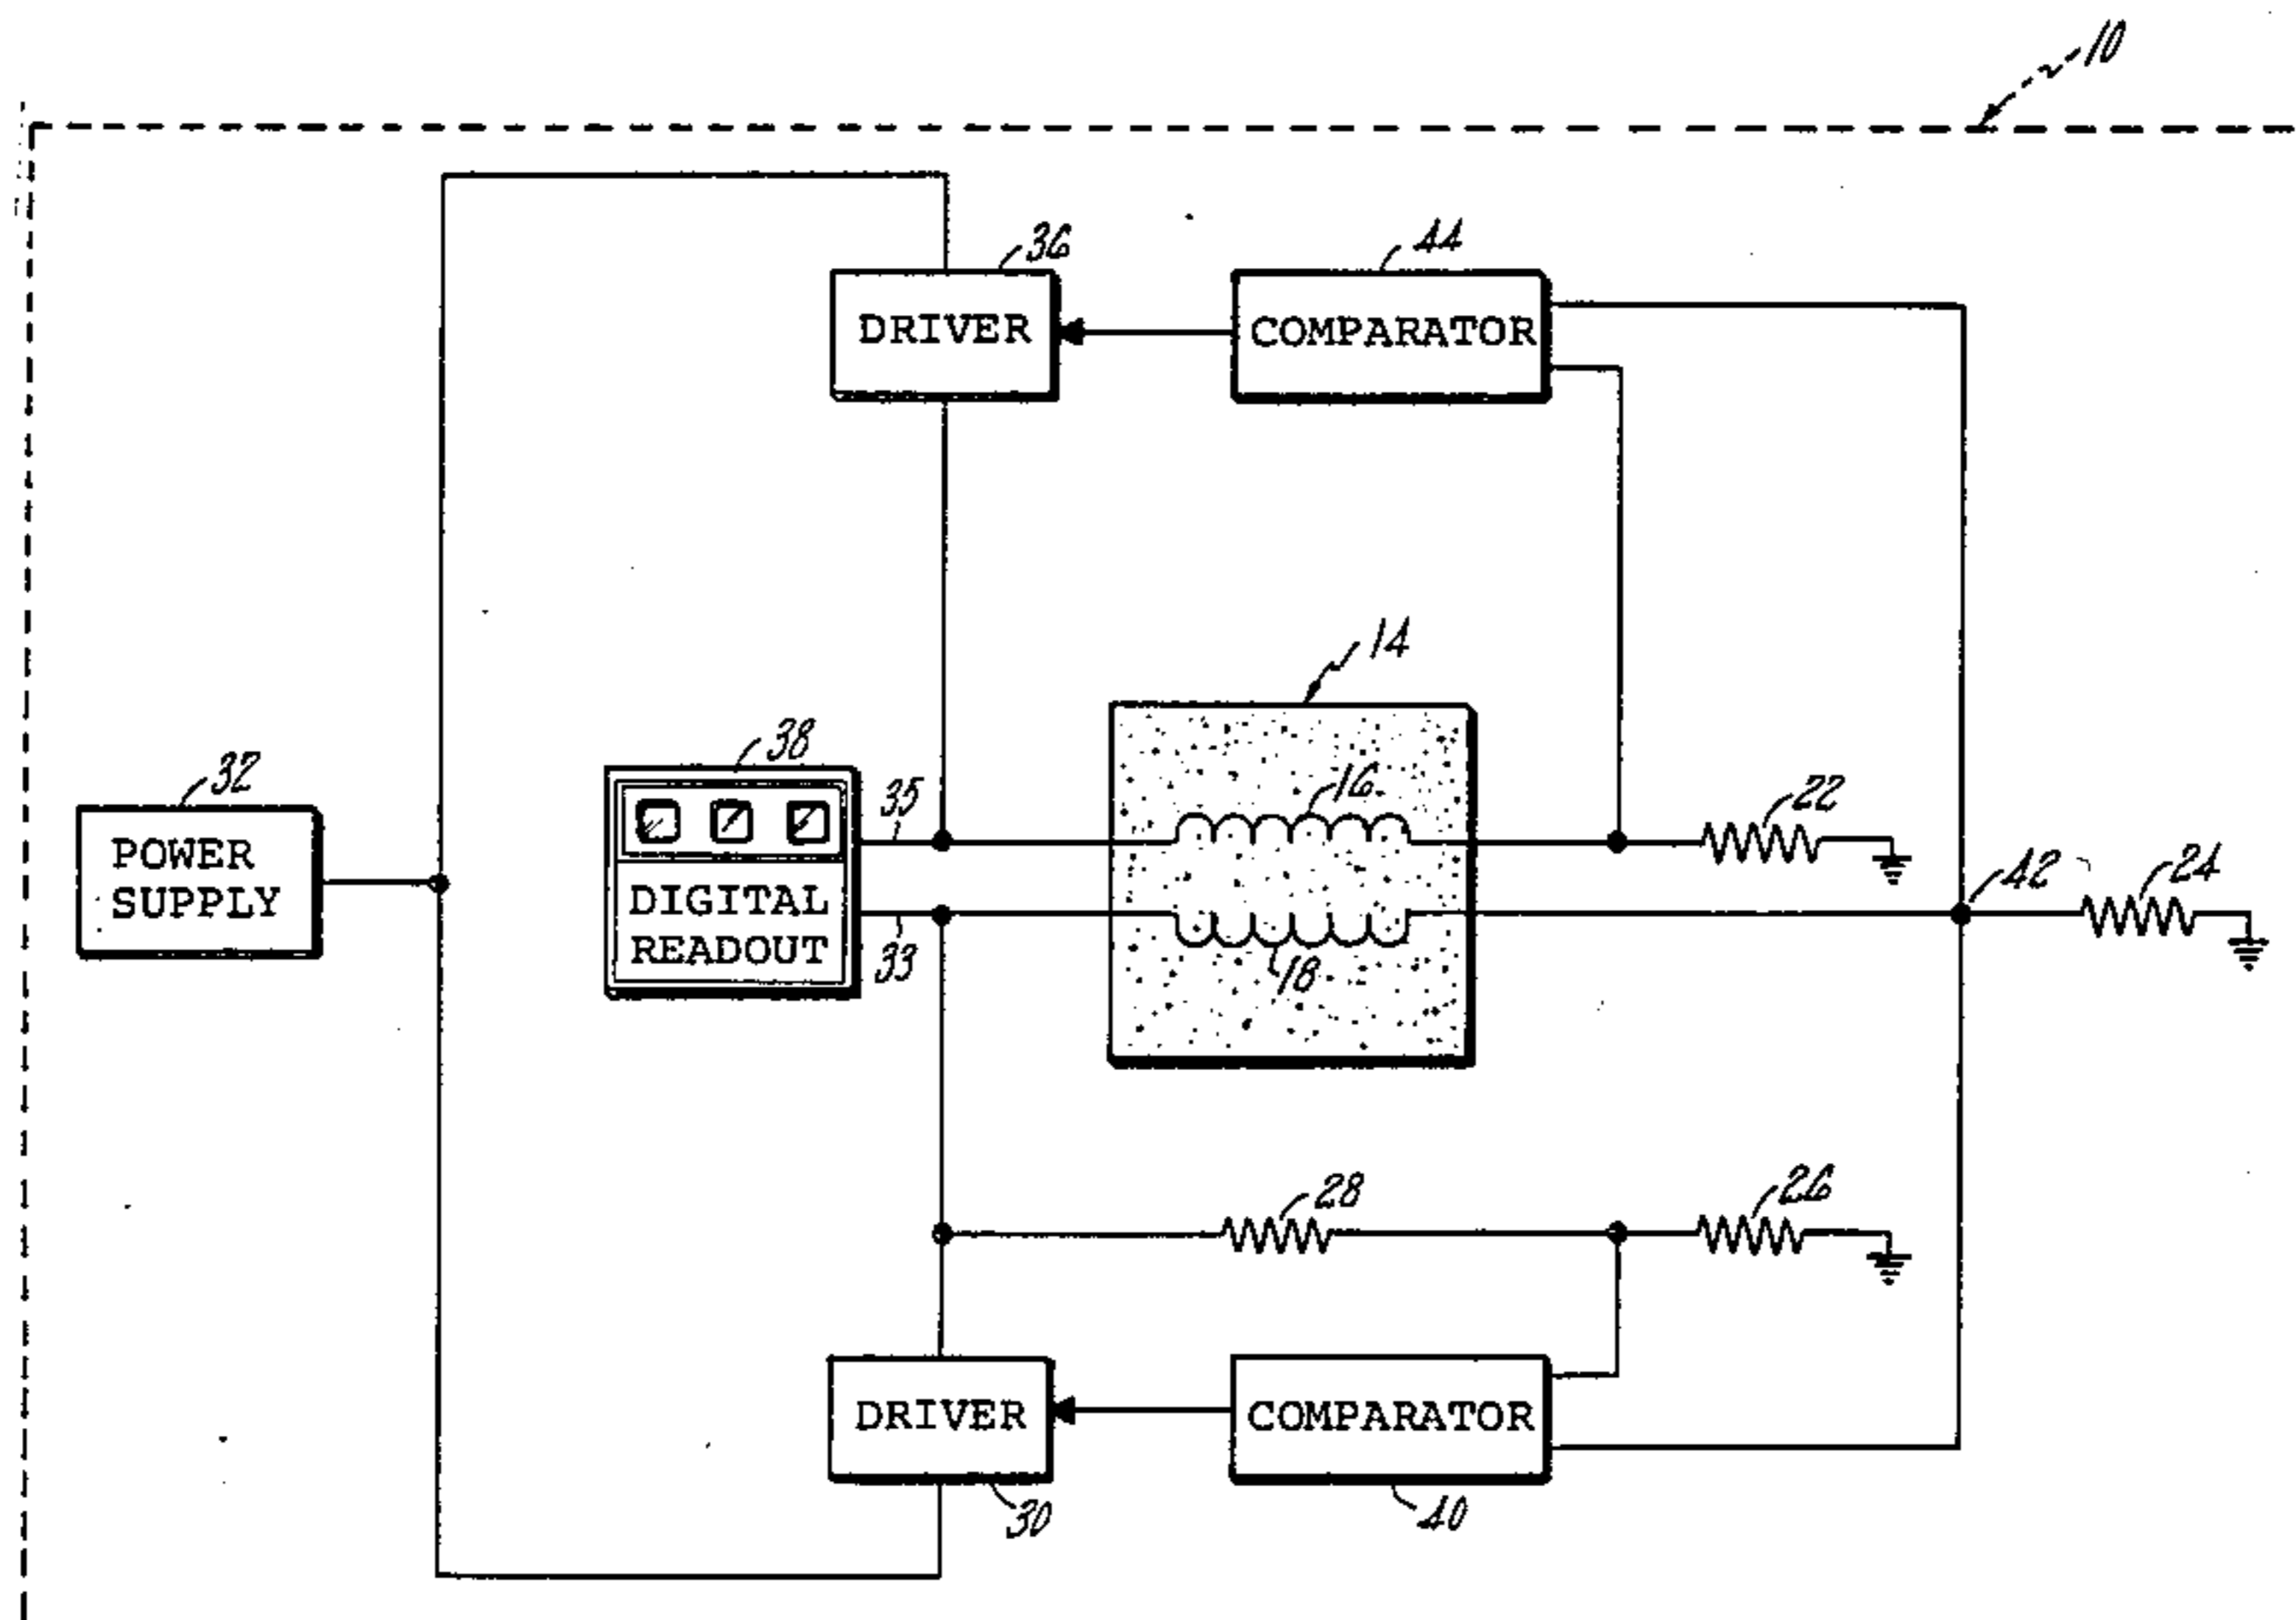 10
36
44
DRIVER
COMPARATOR
14
38
32
35
16
22
POWER
SUPPLY
DIGITAL
READOUT
42
24
33
18
28
26
DRIVER
COMPARATOR
30
40